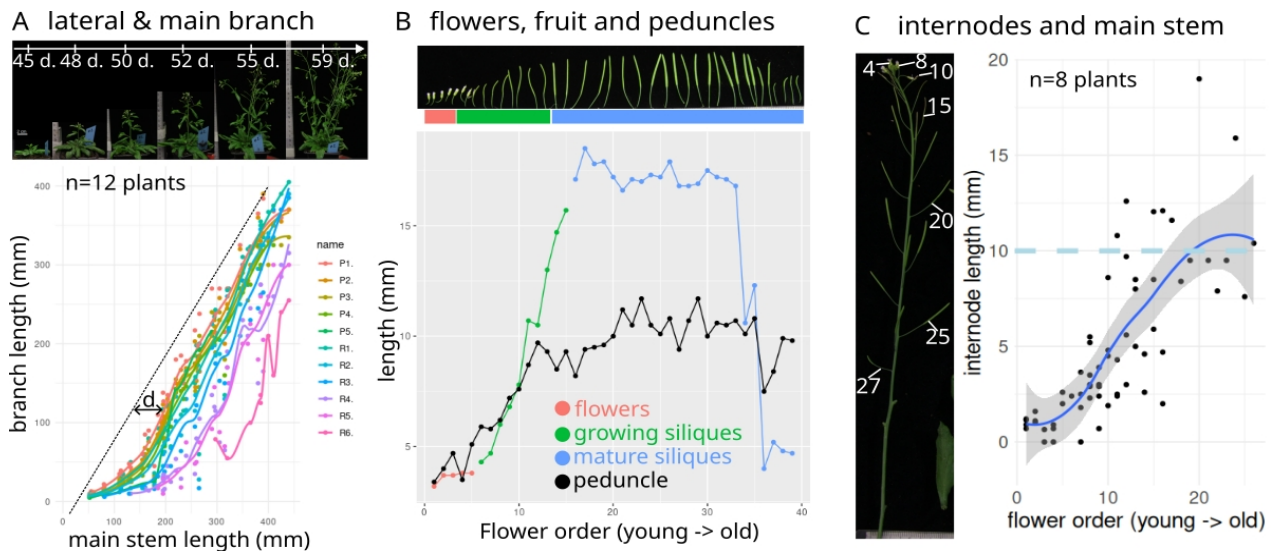 A lateral & main branch
45 d. 48 d. 50 d. 52 d. 55 d. 59 d.
n=12 plants
400
300
200
100
0
d
0 100 200 300 400
branch length (mm)
main stem length (mm)
name
P1.
P2.
P3.
P4.
P5.
R1.
R2.
R3.
R4.
R5.
R6.
B flowers, fruit and peduncles
15
10
5
0 10 20 30 40
length (mm)
Flower order (young -> old)
flowers
growing siliques
mature siliques
peduncle
C internodes and main stem
4 8
10
15
20
25
27
n=8 plants
20
15
10
5
0
0 10 20
internode length (mm)
flower order (young -> old)